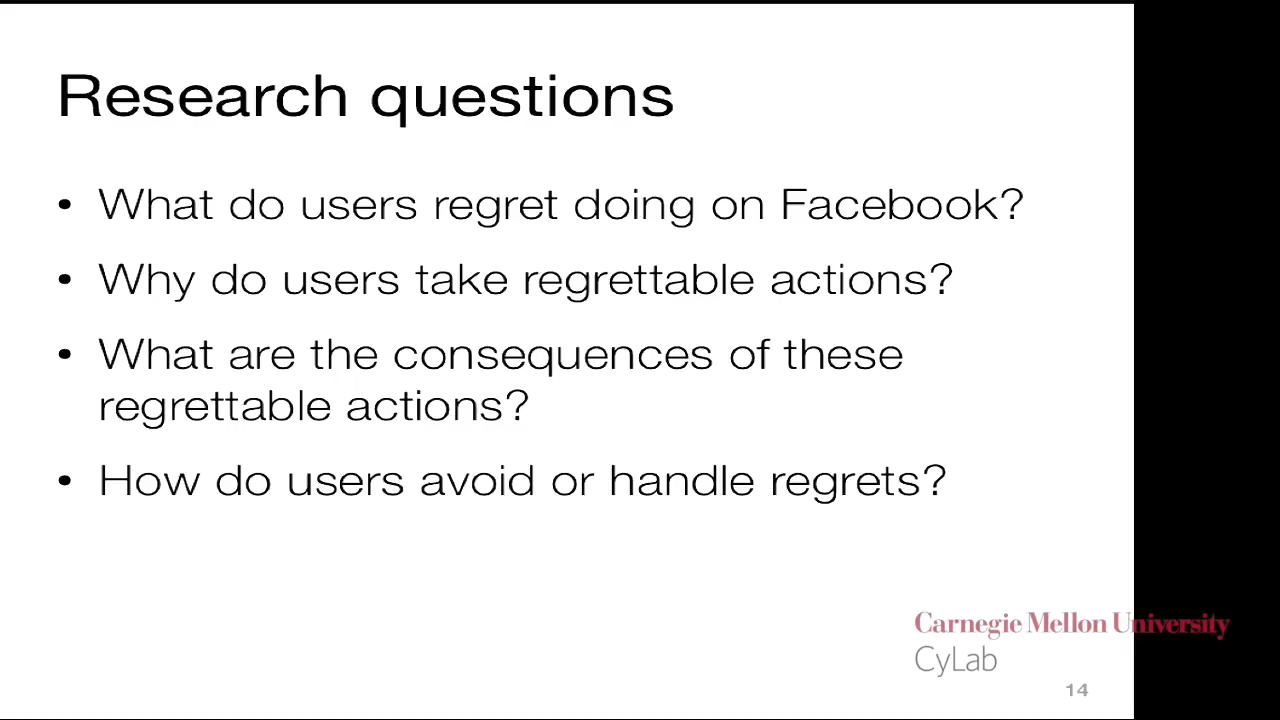 Research questions
• What do users regret doing on Facebook?
• Why do users take regrettable actions?
• What are the consequences of these
regrettable actions?
• How do users avoid or handle regrets?
Carnegie Mellon University
CyLab
14